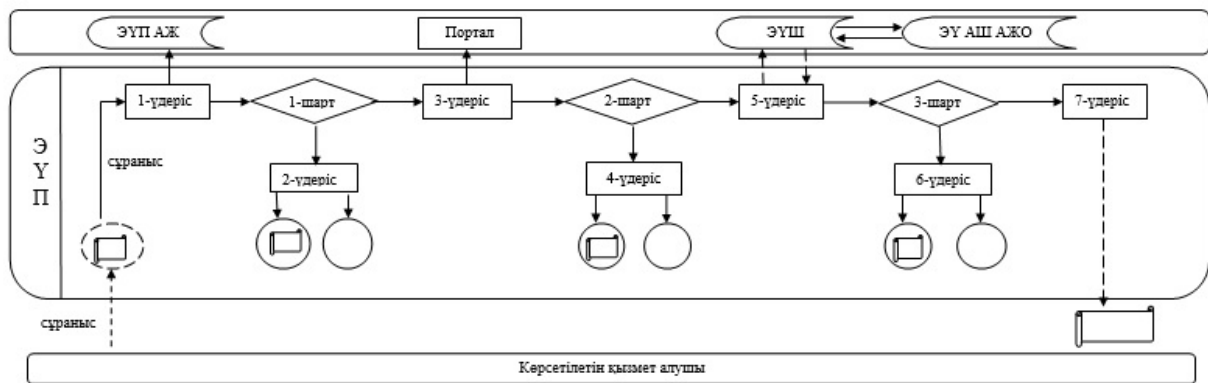 ЭҮП АЖ
Портал
ЭҮШ
ЭҮ АШ АЖО
1-үдеріс
1-шарт
3-үдеріс
2-шарт
5-үдеріс
3-шарт
7-үдеріс
Э
Ү
П
сұраныс
2-үдеріс
4-үдеріс
6-үдеріс
сұраныс
Көрсетілетін қызмет алушы